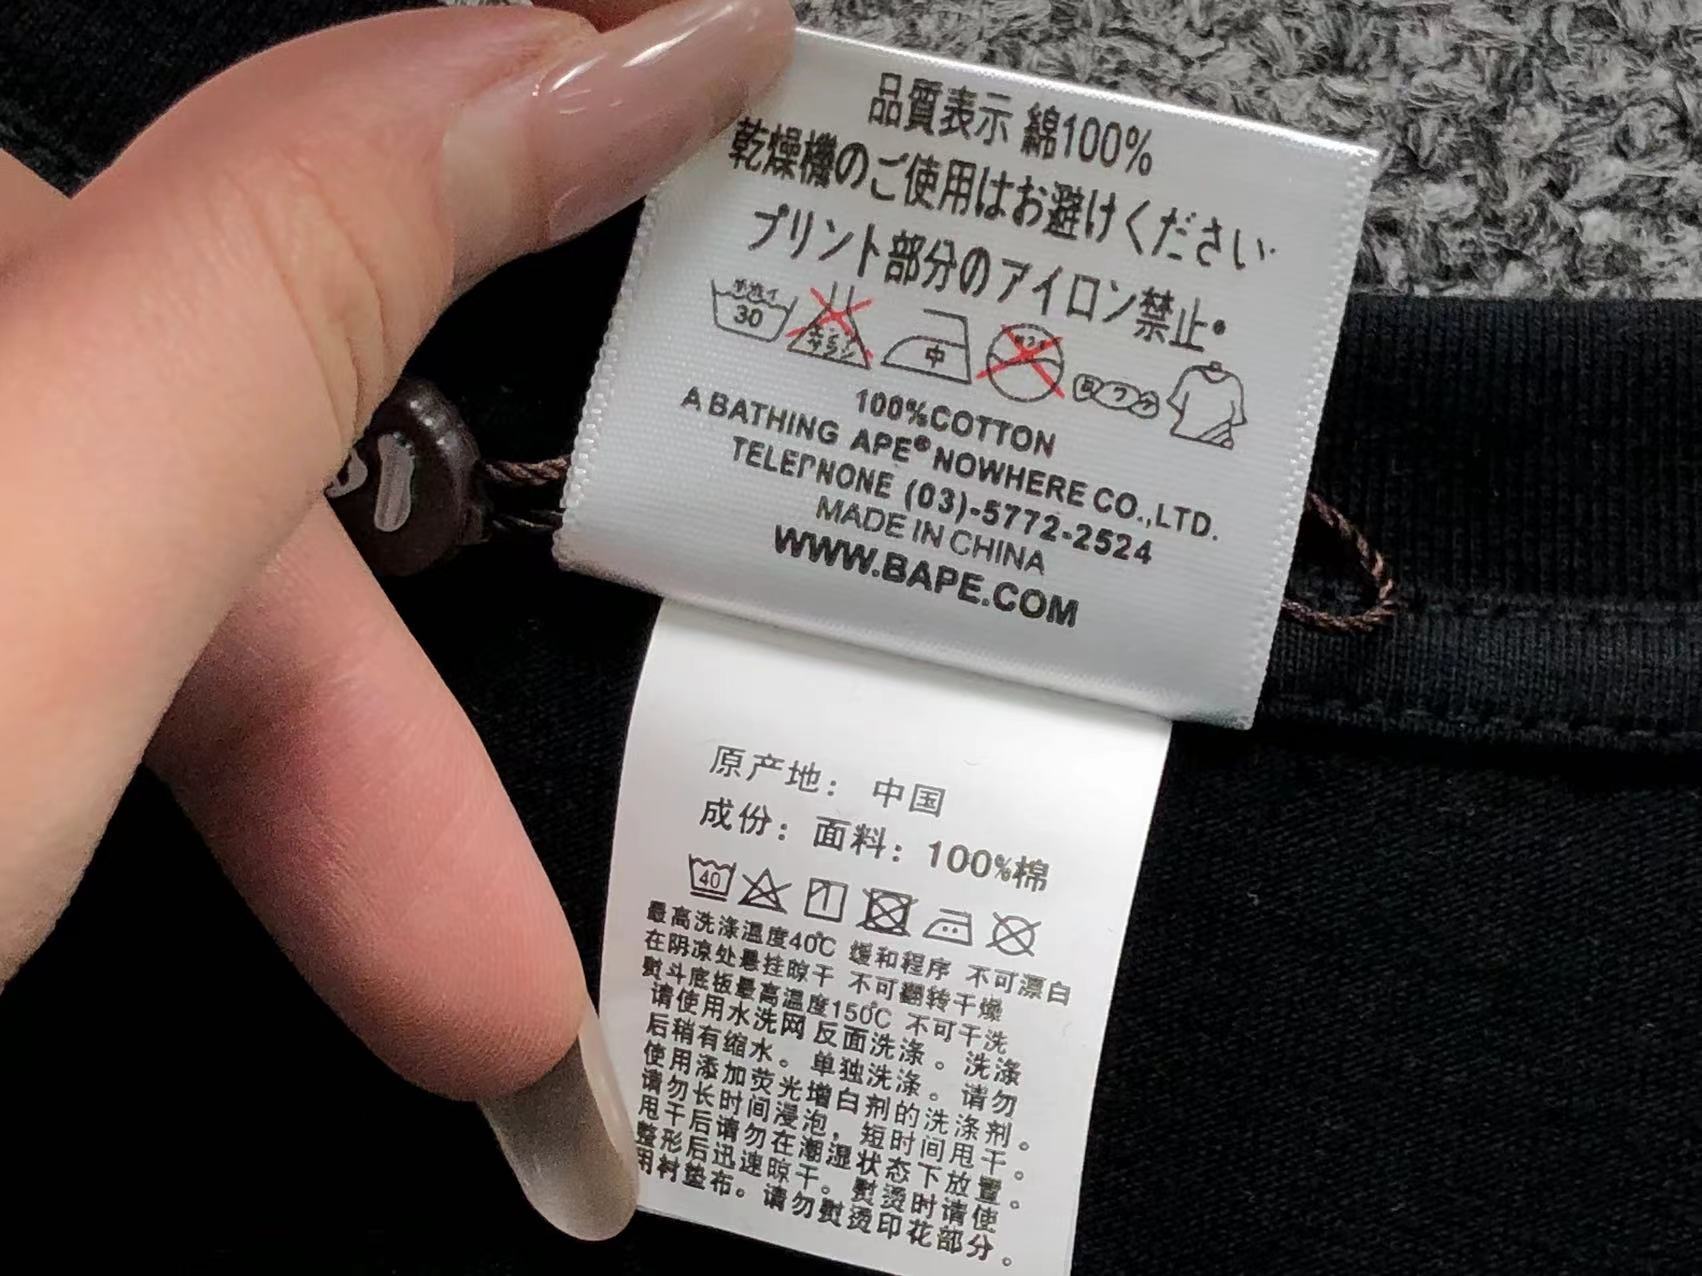 品質表示 綿100%
乾燥機のご使用はお避けください
プリント部分のアイロン禁止。
30
中
100%COTTON
A BATHING APE® NOWHERE CO.,LTD.
TELEPHONE (03)-5772-2524
MADE IN CHINA
WWW.BAPE.COM
原产地：中国
成份：面料：100%棉
40
最高洗涤温度40℃ 缓和程序 不可漂白
在阴凉处悬挂晾干 不可翻转干燥
熨斗底板最高温度150℃ 不可干洗
请使用水洗网 反面洗涤。洗涤
后稍有缩水。单独洗涤。请勿
使用添加荧光增白剂的洗涤剂。
请勿长时间浸泡，短时间甩干。
甩干后请勿在潮湿状态下放置。
整形后迅速晾干。熨烫时请使
用衬垫布。请勿熨烫印花部分。